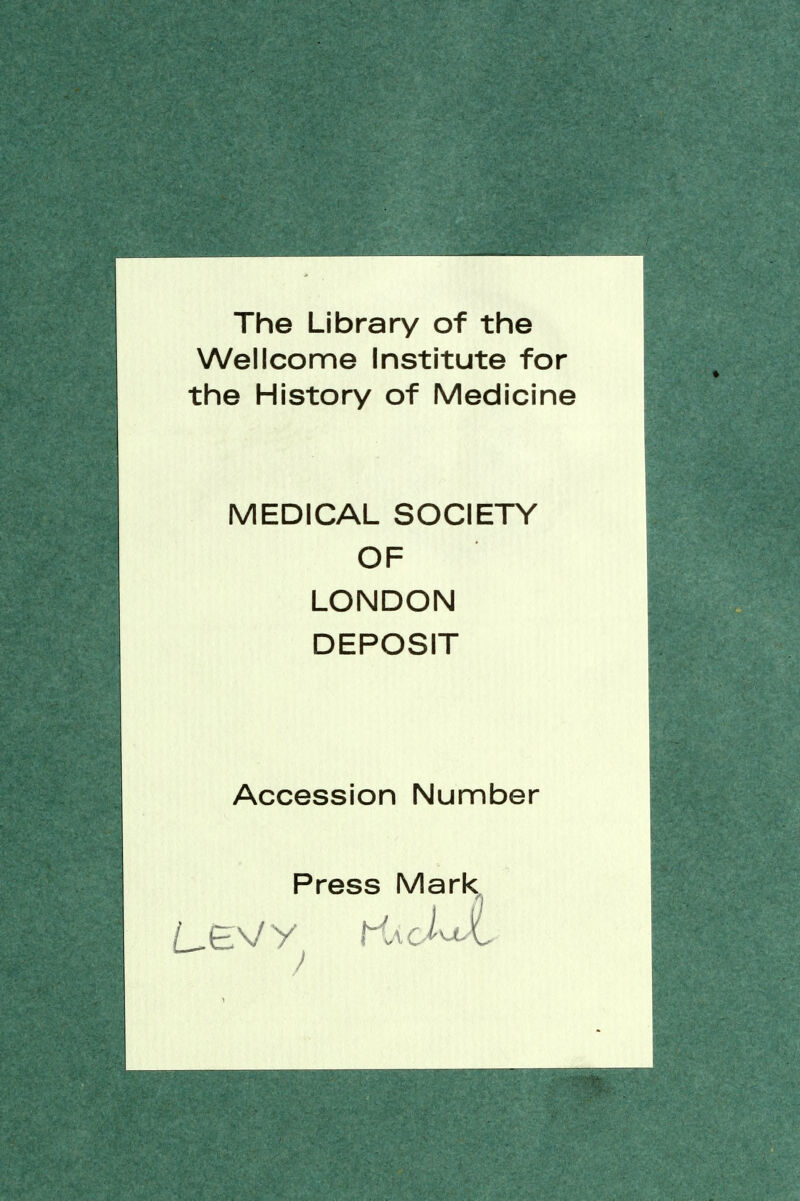 The Library of the
Wellcome Institute for
the History of Medicine
MEDICAL SOCIETY
OF
LONDON
DEPOSIT
Accession Number
Press Mark
LEVY, Michel